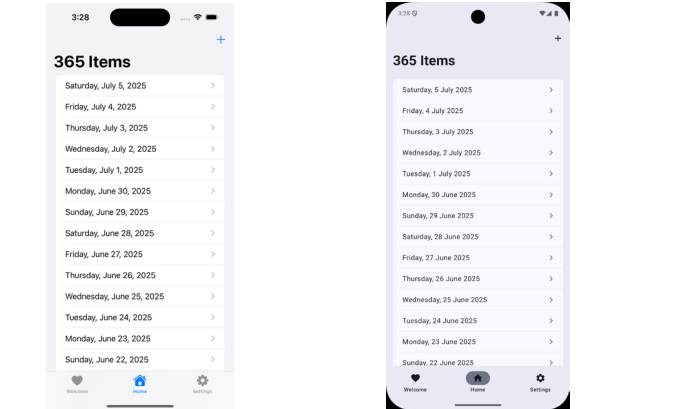 3:28
365 Items
Saturday, July 5, 2025
Friday, July 4, 2025
Thursday, July 3, 2025
Wednesday, July 2, 2025
Tuesday, July 1, 2025
Monday, June 30, 2025
Sunday, June 29, 2025
Saturday, June 28, 2025
Friday, June 27, 2025
Thursday, June 26, 2025
Wednesday, June 25, 2025
Tuesday, June 24, 2025
Monday, June 23, 2025
Sunday, June 22, 2025
Welcome Home Settings
3:28
365 Items
Saturday, 5 July 2025
Friday, 4 July 2025
Thursday, 3 July 2025
Wednesday, 2 July 2025
Tuesday, 1 July 2025
Monday, 30 June 2025
Sunday, 29 June 2025
Saturday, 28 June 2025
Friday, 27 June 2025
Thursday, 26 June 2025
Wednesday, 25 June 2025
Tuesday, 24 June 2025
Monday, 23 June 2025
Sunday, 22 June 2025
Welcome Home Settings